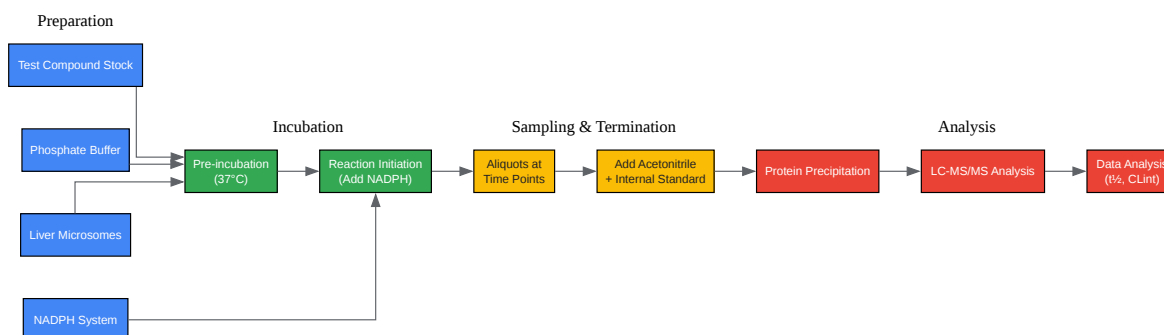 Preparation
Test Compound Stock
Phosphate Buffer
Liver Microsomes
NADPH System
Incubation
Pre-incubation
(37°C)
Reaction Initiation
(Add NADPH)
Sampling & Termination
Aliquots at
Time Points
Add Acetonitrile
+ Internal Standard
Analysis
Protein Precipitation
LC-MS/MS Analysis
Data Analysis
(t½, CLint)